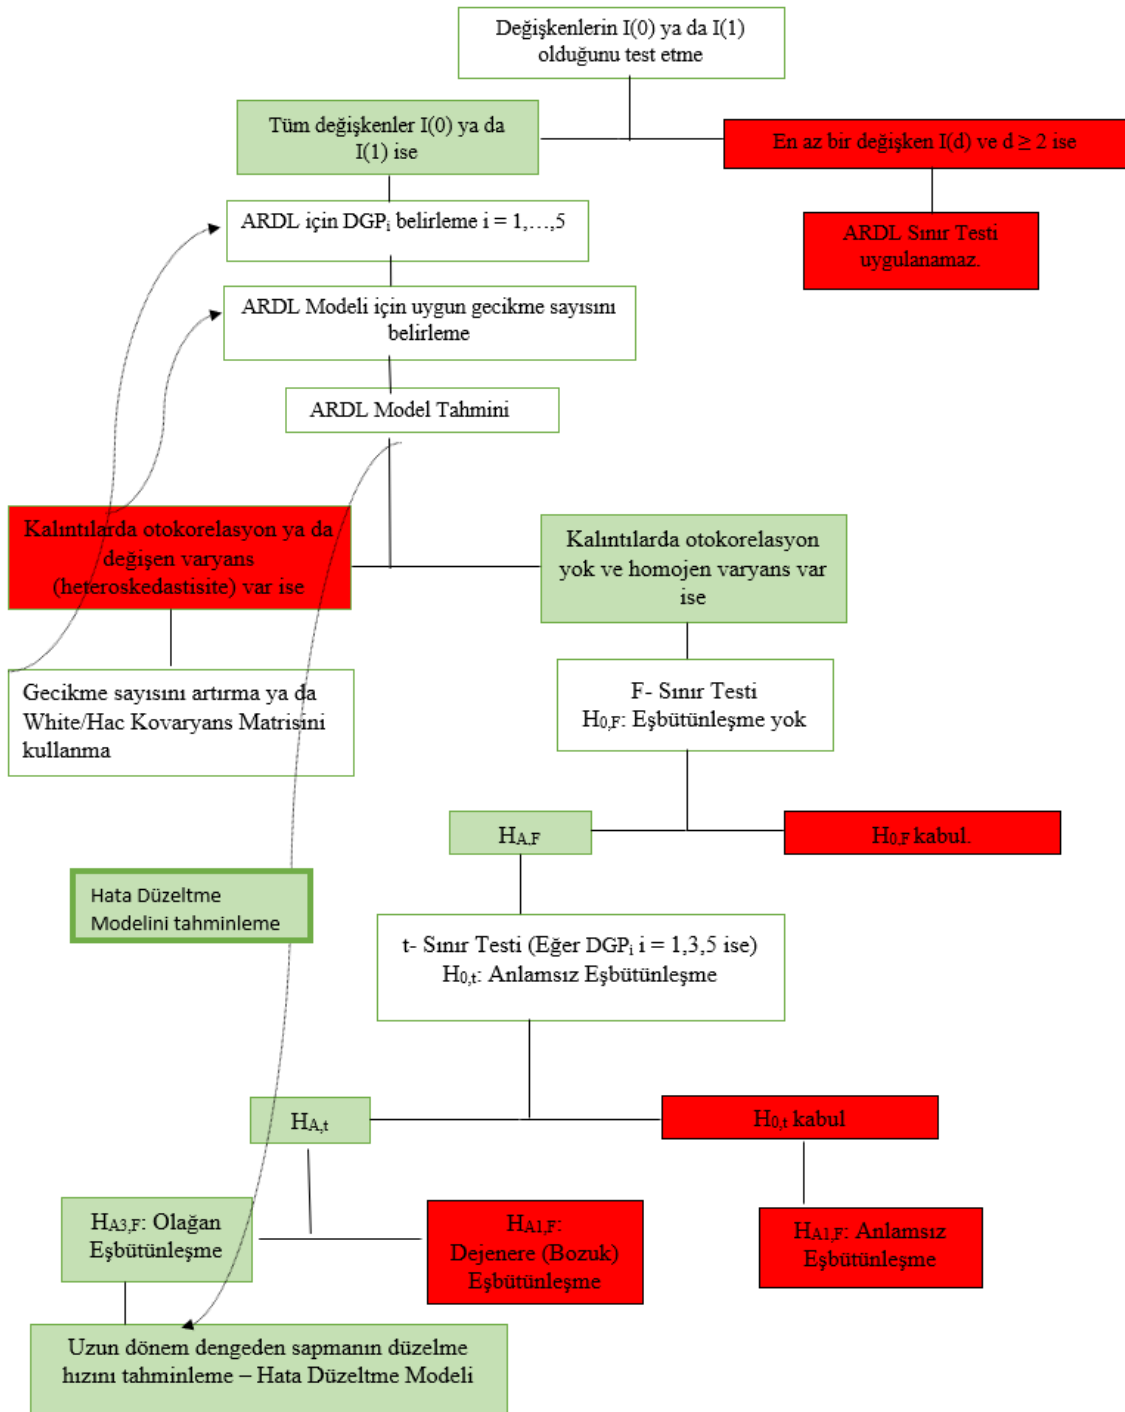 Değişkenlerin I(0) ya da I(1)
olduğunu test etme
Tüm değişkenler I(0) ya da
I(1) ise
En az bir değişken I(d) ve d ≥ 2 ise
ARDL için DGPi belirleme i = 1,…,5
ARDL Sınır Testi
uygulanamaz.
ARDL Modeli için uygun gecikme sayısını
belirleme
ARDL Model Tahmini
Kalıntılarda otokorelasyon ya da
değişen varyans
(heteroskedastisite) var ise
Kalıntılarda otokorelasyon
yok ve homojen varyans var
ise
Gecikme sayısını artırma ya da
White/Hac Kovaryans Matrisini
kullanma
F- Sınır Testi
H0,F: Eşbütünleşme yok
HA,F
H0,F kabul.
Hata Düzeltme
Modelini tahminleme
t- Sınır Testi (Eğer DGPi i = 1,3,5 ise)
H0,t: Anlamsız Eşbütünleşme
HA,t
H0,t kabul
HA3,F: Olağan
Eşbütünleşme
HA1,F:
Dejenere (Bozuk)
Eşbütünleşme
HA1,F: Anlamsız
Eşbütünleşme
Uzun dönem dengeden sapmanın düzelme
hızını tahminleme – Hata Düzeltme Modeli